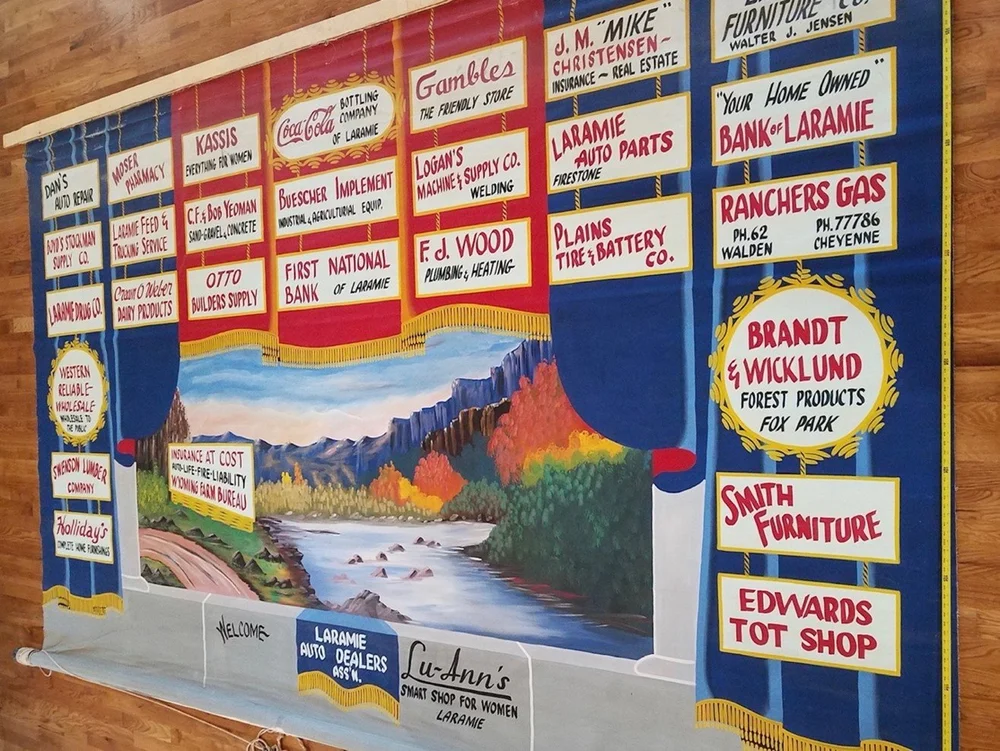 DAN'S
AUTO REPAIR
BOYD'S STOCKMAN
SUPPLY CO.
LARAMIE DRUG CO.
WESTERN
RELIABLE
WHOLESALE
WHOLESALE TO
THE PUBLIC
SWENSON LUMBER
COMPANY
Holliday's
COMPLETE HOME FURNISHINGS
MOSER
PHARMACY
LARAMIE FEED &
TRUCKING SERVICE
Cream O'Weber
DAIRY PRODUCTS
KASSIS
EVERYTHING FOR WOMEN
C.F. & BOB YEOMAN
SAND-GRAVEL & CONCRETE
OTTO
BUILDERS SUPPLY
Coca-Cola BOTTLING
COMPANY
OF LARAMIE
BUESCHER IMPLEMENT
INDUSTRIAL & AGRICULTURIAL EQUIP.
FIRST NATIONAL
BANK OF LARAMIE
Gambles
THE FRIENDLY STORE
LOGAN'S
MACHINE & SUPPLY CO.
WELDING
F. J. WOOD
PLUMBING & HEATING
J. M. "MIKE"
CHRISTENSEN~
INSURANCE ~ REAL ESTATE
LARAMIE
AUTO PARTS
FIRESTONE
PLAINS
TIRE & BATTERY
CO.
FURNITURE CO.
WALTER J. JENSEN
"YOUR HOME OWNED"
BANK OF LARAMIE
RANCHERS GAS
PH. 62 PH. 77786
WALDEN CHEYENNE
BRANDT
& WICKLUND
FOREST PRODUCTS
FOX PARK
SMITH
FURNITURE
EDWARDS
TOT SHOP
INSURANCE AT COST
AUTO-LIFE-FIRE-LIABILITY
WYOMING FARM BUREAU
WELCOME
LARAMIE
AUTO DEALERS
ASS'N.
Lu-Ann's
SMART SHOP FOR WOMEN
LARAMIE